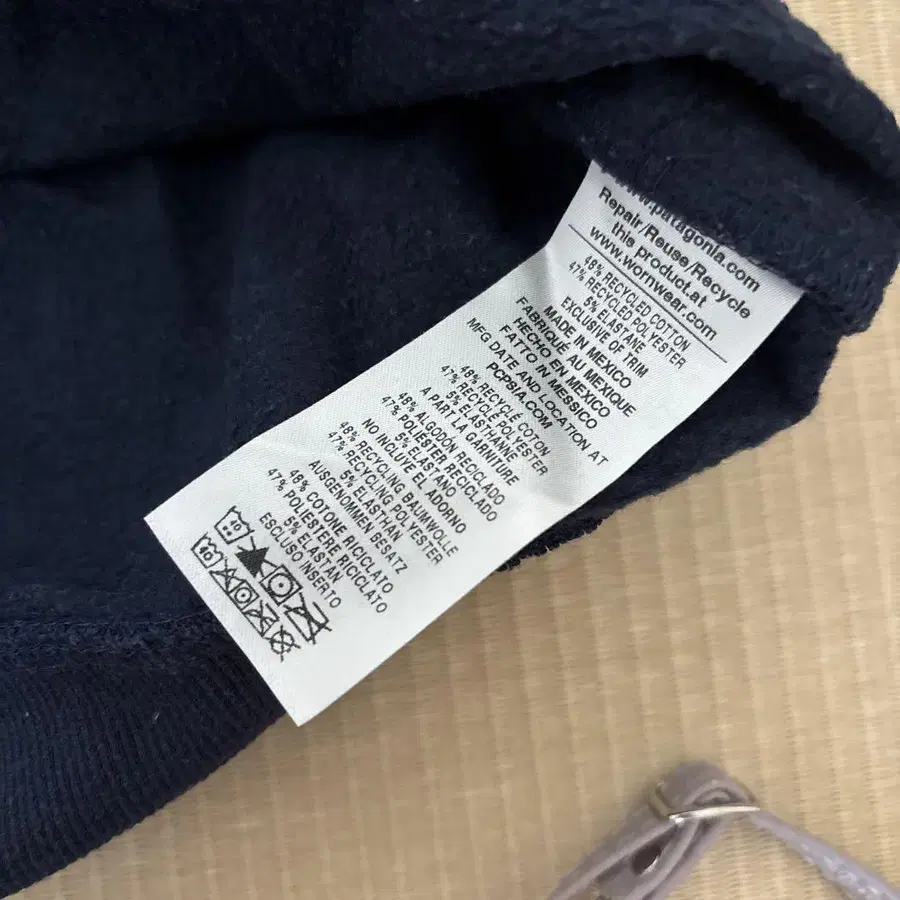 www.patagonia.com
Repair/Reuse/Recycle
this product at
www.wornwear.com
48% RECYCLED COTTON
47% RECYCLED POLYESTER
5% ELASTANE
EXCLUSIVE OF TRIM
MADE IN MEXICO
FABRIQUÉ AU MEXIQUE
HECHO EN MEXICO
FATTO IN MESSICO
MFG DATE AND LOCATION AT
PCPSIA.COM
48% RECYCLÉ COTON
47% RECYCLÉ POLYESTER
5% ELASTHANNE
A PART LA GARNITURE
48% ALGODÓN RECICLADO
47% POLIÉSTER RECICLADO
5% ELASTANO
NO INCLUYE EL ADORNO
48% RECYCLING BAUMWOLLE
47% RECYCLING POLYESTER
5% ELASTHAN
AUSGENOMMEN BESATZ
48% COTONE RICICLATO
47% POLIESTERE RICICLATO
5% ELASTAN
ESCLUSO INSERTO
40
40